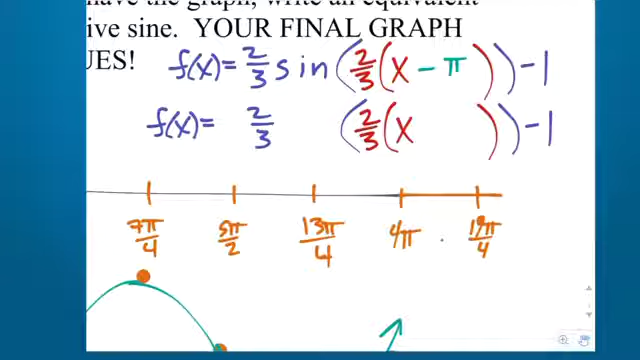 have the graph, write an equivalent
ive sine. YOUR FINAL GRAPH
UES!
f(x) = 2/3 sin(2/3(x - π)) - 1
f(x) = 2/3 (2/3(x )) - 1
7π/4 5π/2 13π/4 4π 19π/4